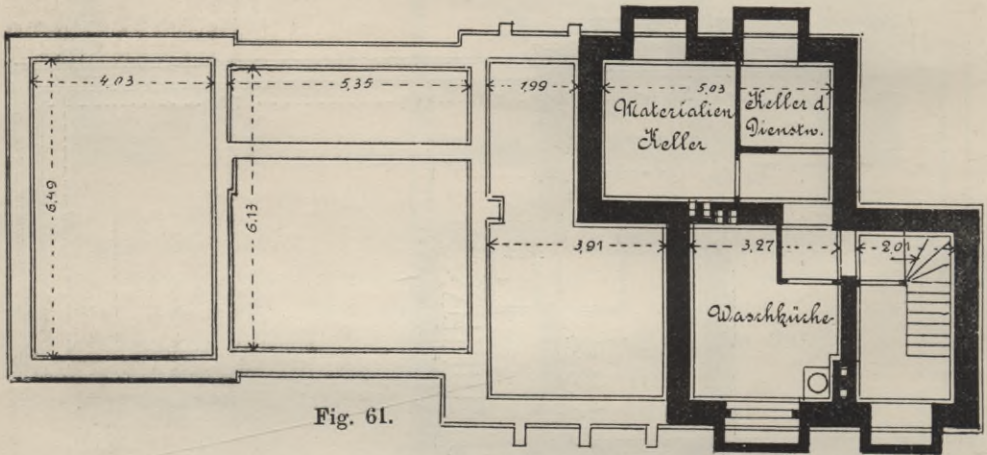 4.03
5.35
1,99
5,03
Materialien
Keller
Keller d.
Dienstw.
6,49
6,13
3,91
3,27
2,01
Waschküche
Fig. 61.